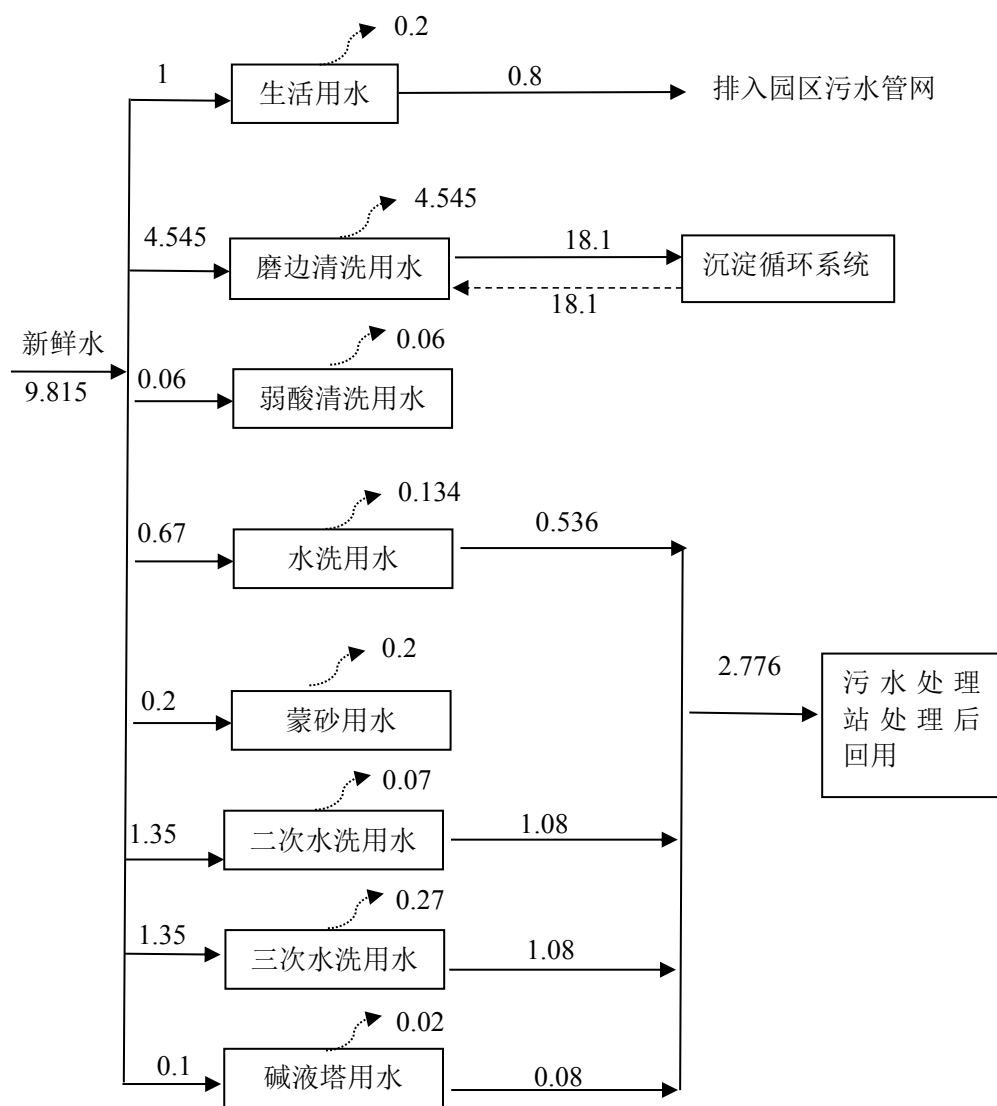 0.2
1
生活用水
0.8
排入园区污水管网
4.545
4.545
磨边清洗用水
18.1
18.1
沉淀循环系统
新鲜水
9.815
0.06
0.06
弱酸清洗用水
0.134
0.67
水洗用水
0.536
0.2
0.2
蒙砂用水
2.776
污水处理
站处理后
回用
0.07
1.35
二次水洗用水
1.08
0.27
1.35
三次水洗用水
1.08
0.02
0.1
碱液塔用水
0.08